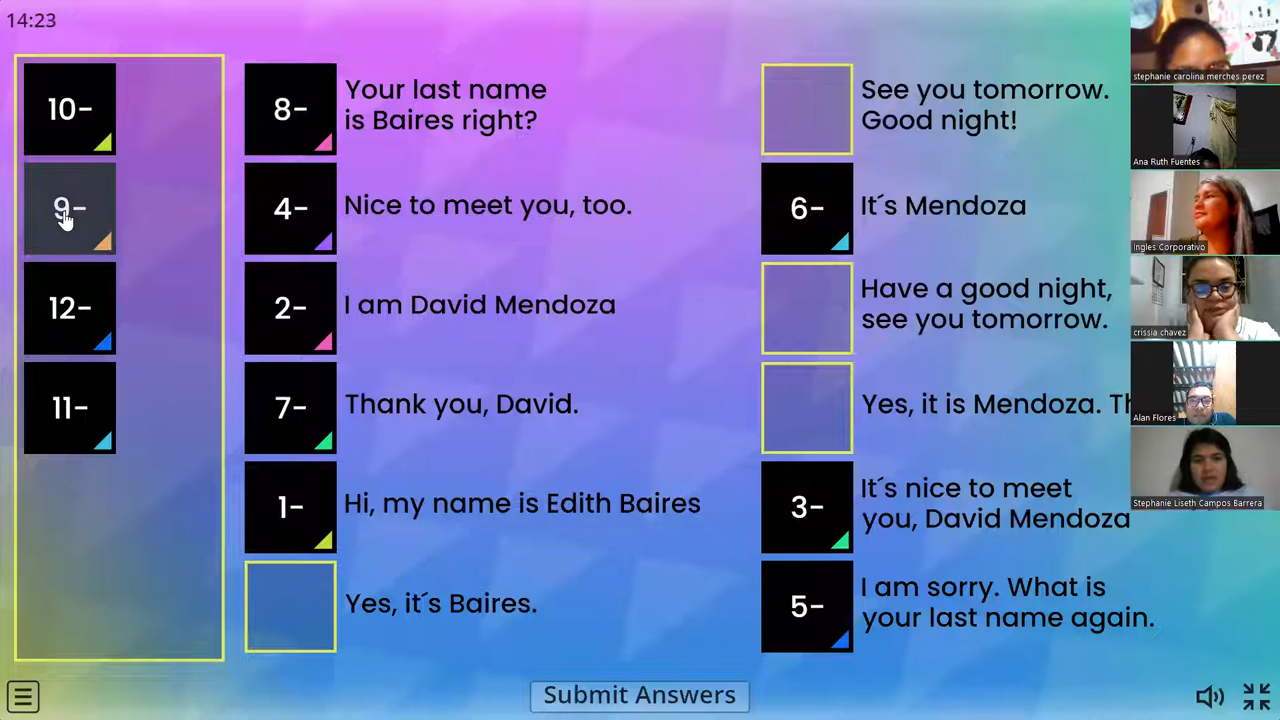 14:23
10-
9-
12-
11-
8-
Your last name
is Baires right?
4-
Nice to meet you, too.
2-
I am David Mendoza
7-
Thank you, David.
1-
Hi, my name is Edith Baires
Yes, it´s Baires.
See you tomorrow.
Good night!
6-
It´s Mendoza
Have a good night,
see you tomorrow.
Yes, it is Mendoza.
3-
It´s nice to meet
you, David Mendoza
5-
I am sorry. What is
your last name again.
Submit Answers
stephanie carolina merches perez
Ana Ruth Fuentes
Ingles Corporativo
crissia chavez
Alan Flores
Stephanie Liseth Campos Barrera